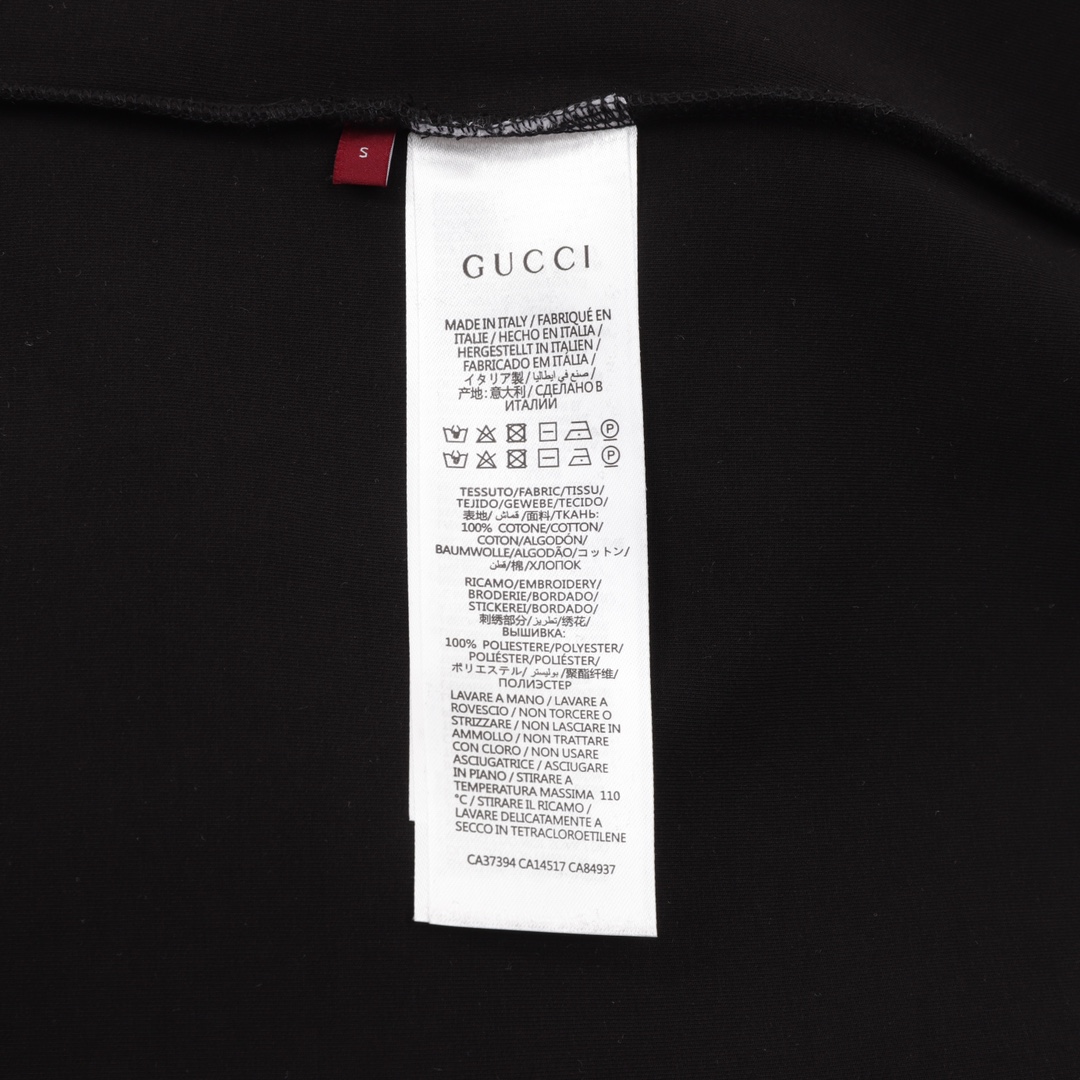 S
GUCCI
MADE IN ITALY / FABRIQUÉ EN
ITALIE / HECHO EN ITALIA /
HERGESTELLT IN ITALIEN /
FABRICADO EM ITÁLIA /
イタリア製 / صنع في ايطاليا /
产地: 意大利 / СДЕЛАНО В
ИТАЛИИ
P
P
TESSUTO/FABRIC/TISSU/
TEJIDO/GEWEBE/TECIDO/
表地/ قماش /面料/ТКАНЬ:
100% COTONE/COTTON/
COTON/ALGODÓN/
BAUMWOLLE/ALGODÃO/コットン/
قطن/棉/ХЛОПОК
RICAMO/EMBROIDERY/
BRODERIE/BORDADO/
STICKEREI/BORDADO/
刺绣部分/تطريز/绣花/
ВЫШИВКА:
100% POLIESTERE/POLYESTER/
POLIÉSTER/POLIÉSTER/
ポリエステル/ بوليستر /聚酯纤维/
ПОЛИЭСТЕР
LAVARE A MANO / LAVARE A
ROVESCIO / NON TORCERE O
STRIZZARE / NON LASCIARE IN
AMMOLLO / NON TRATTARE
CON CLORO / NON USARE
ASCIUGATRICE / ASCIUGARE
IN PIANO / STIRARE A
TEMPERATURA MASSIMA 110
°C / STIRARE IL RICAMO /
LAVARE DELICATAMENTE A
SECCO IN TETRACLOROETILENE
CA37394 CA14517 CA84937